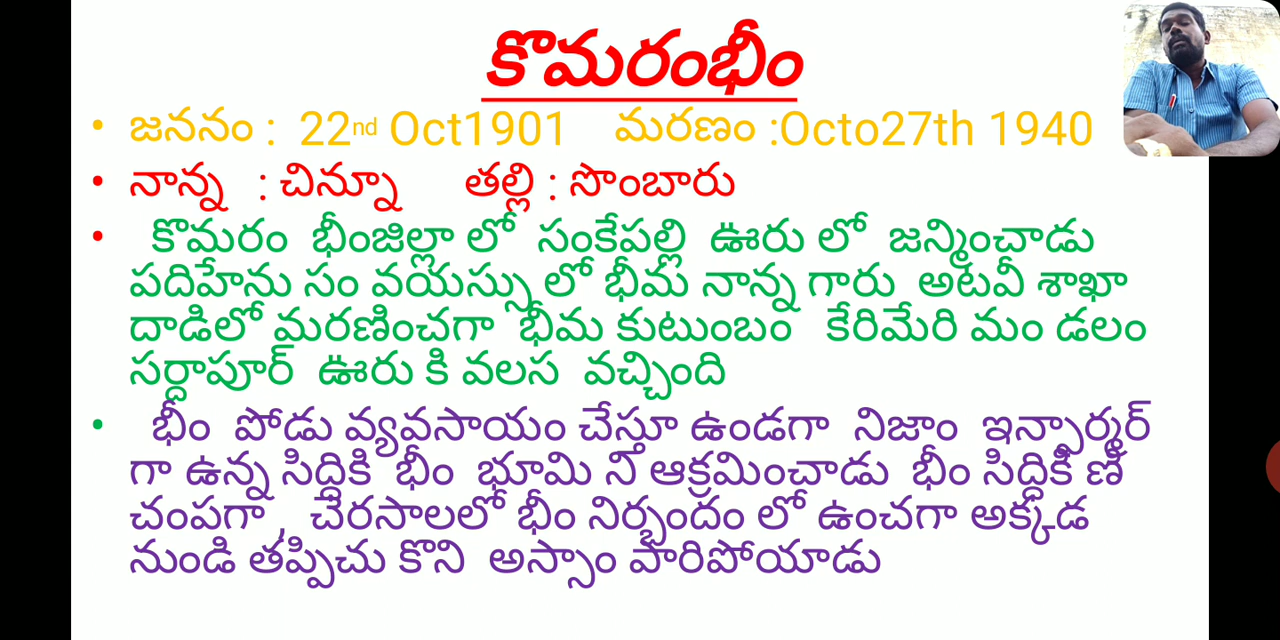 కొమరంభీం
• జననం : 22nd Oct1901 మరణం :Octo27th 1940
• నాన్న : చిన్నూ తల్లి : సొంబారు
• కొమరం భీంజిల్లా లో సంకేపల్లి ఊరు లో జన్మించాడు
పదిహేను సం వయస్సు లో భీమ నాన్న గారు అటవీ శాఖా
దాడిలో మరణించగా భీమ కుటుంబం కేరిమేరి మం డలం
సర్దాపూర్ ఊరు కి వలస వచ్చింది
• భీం పోడు వ్యవసాయం చేస్తూ ఉండగా నిజాం ఇన్ఫార్మర్
గా ఉన్న సిద్దికి భీం భూమి ని ఆక్రమించాడు భీం సిద్దికి ణి
చంపగా , చెరసాలలో భీం నిర్బందం లో ఉంచగా అక్కడ
నుండి తప్పిచు కొని అస్సాం పారిపోయాడు